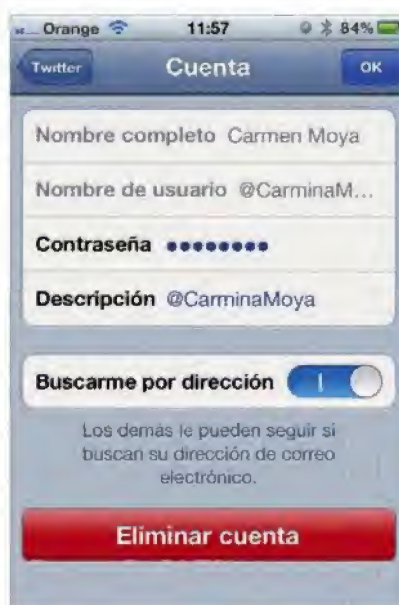 Orange 11:57 84%
Twitter Cuenta OK
Nombre completo Carmen Moya
Nombre de usuario @CarminaM...
Contraseña ••••••••
Descripción @CarminaMoya
Buscarme por dirección
Los demás le pueden seguir si
buscan su dirección de correo
electrónico.
Eliminar cuenta